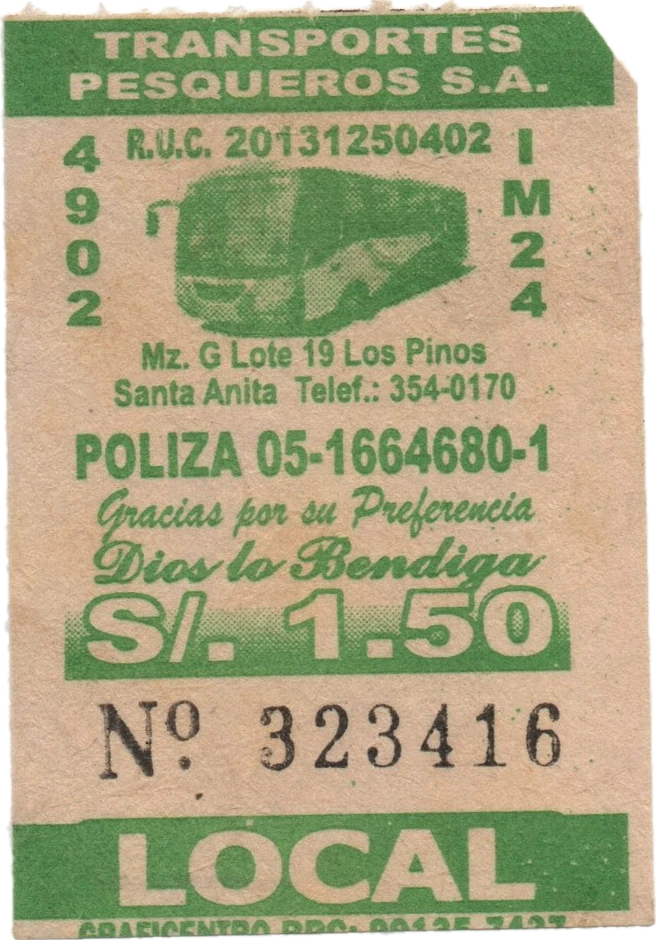 TRANSPORTES
PESQUEROS S.A.
R.U.C. 20131250402
4902
IM24
Mz. G Lote 19 Los Pinos
Santa Anita Telef.: 354-0170
POLIZA 05-1664680-1
Gracias por su Preferencia
Dios lo Bendiga
S/. 1.50
Nº. 323416
LOCAL
GRAFICENTRO